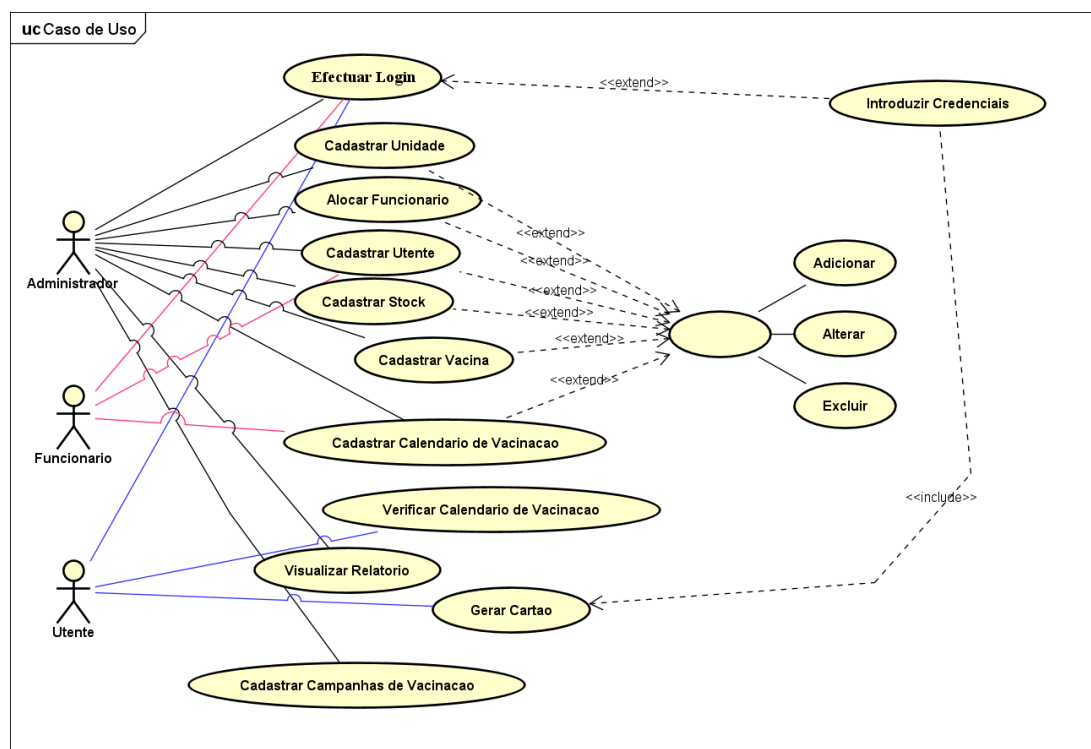 uc Caso de Uso
Efectuar Login
<<extend>>
Introduzir Credenciais
Cadastrar Unidade
Alocar Funcionario
<<extend>>
Cadastrar Utente
<<extend>>
Adicionar
Administrador
<<extend>>
Cadastrar Stock
<<extend>>
<<extend>>
Alterar
Cadastrar Vacina
<<extend>>
Excluir
Funcionario
Cadastrar Calendario de Vacinacao
<<include>>
Verificar Calendario de Vacinacao
Visualizar Relatorio
Gerar Cartao
Utente
Cadastrar Campanhas de Vacinacao